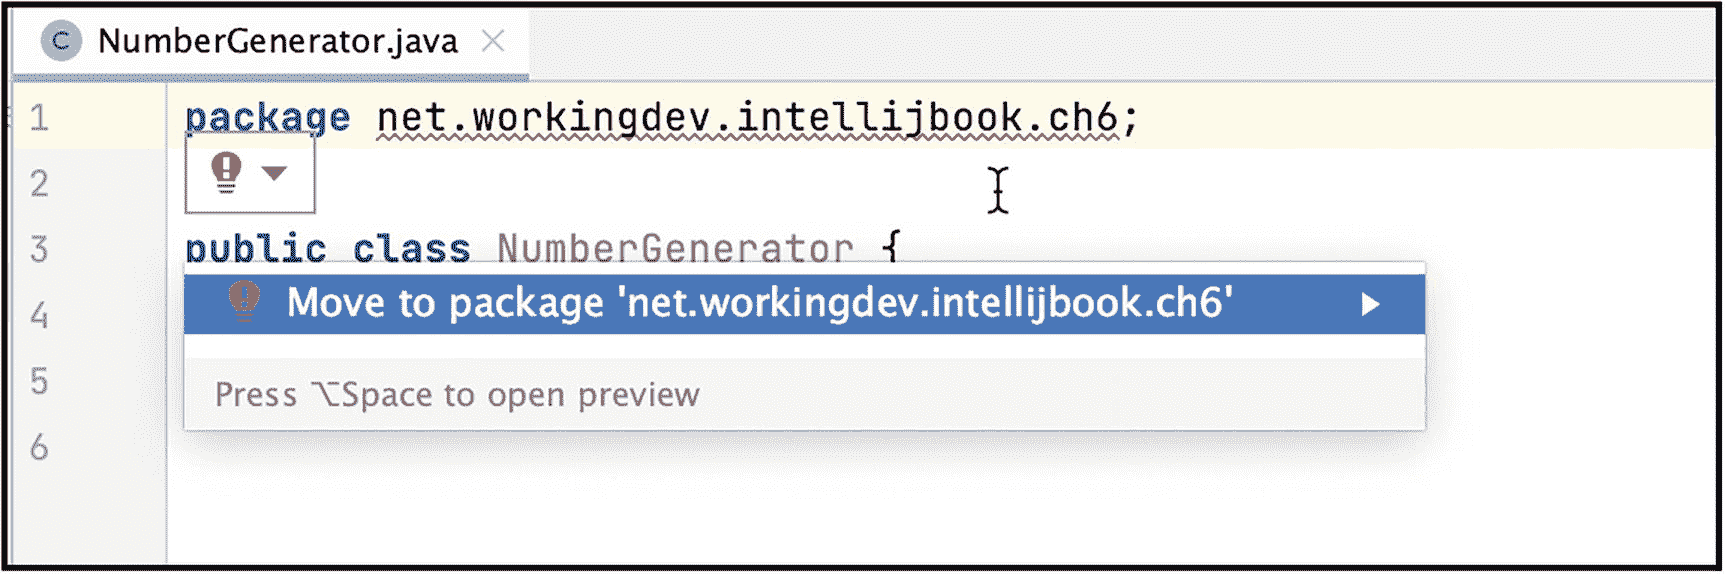 C NumberGenerator.java
1 package net.workingdev.intellijbook.ch6;
2
3 public class NumberGenerator {
4 Move to package 'net.workingdev.intellijbook.ch6'
5 Press ⌥Space to open preview
6